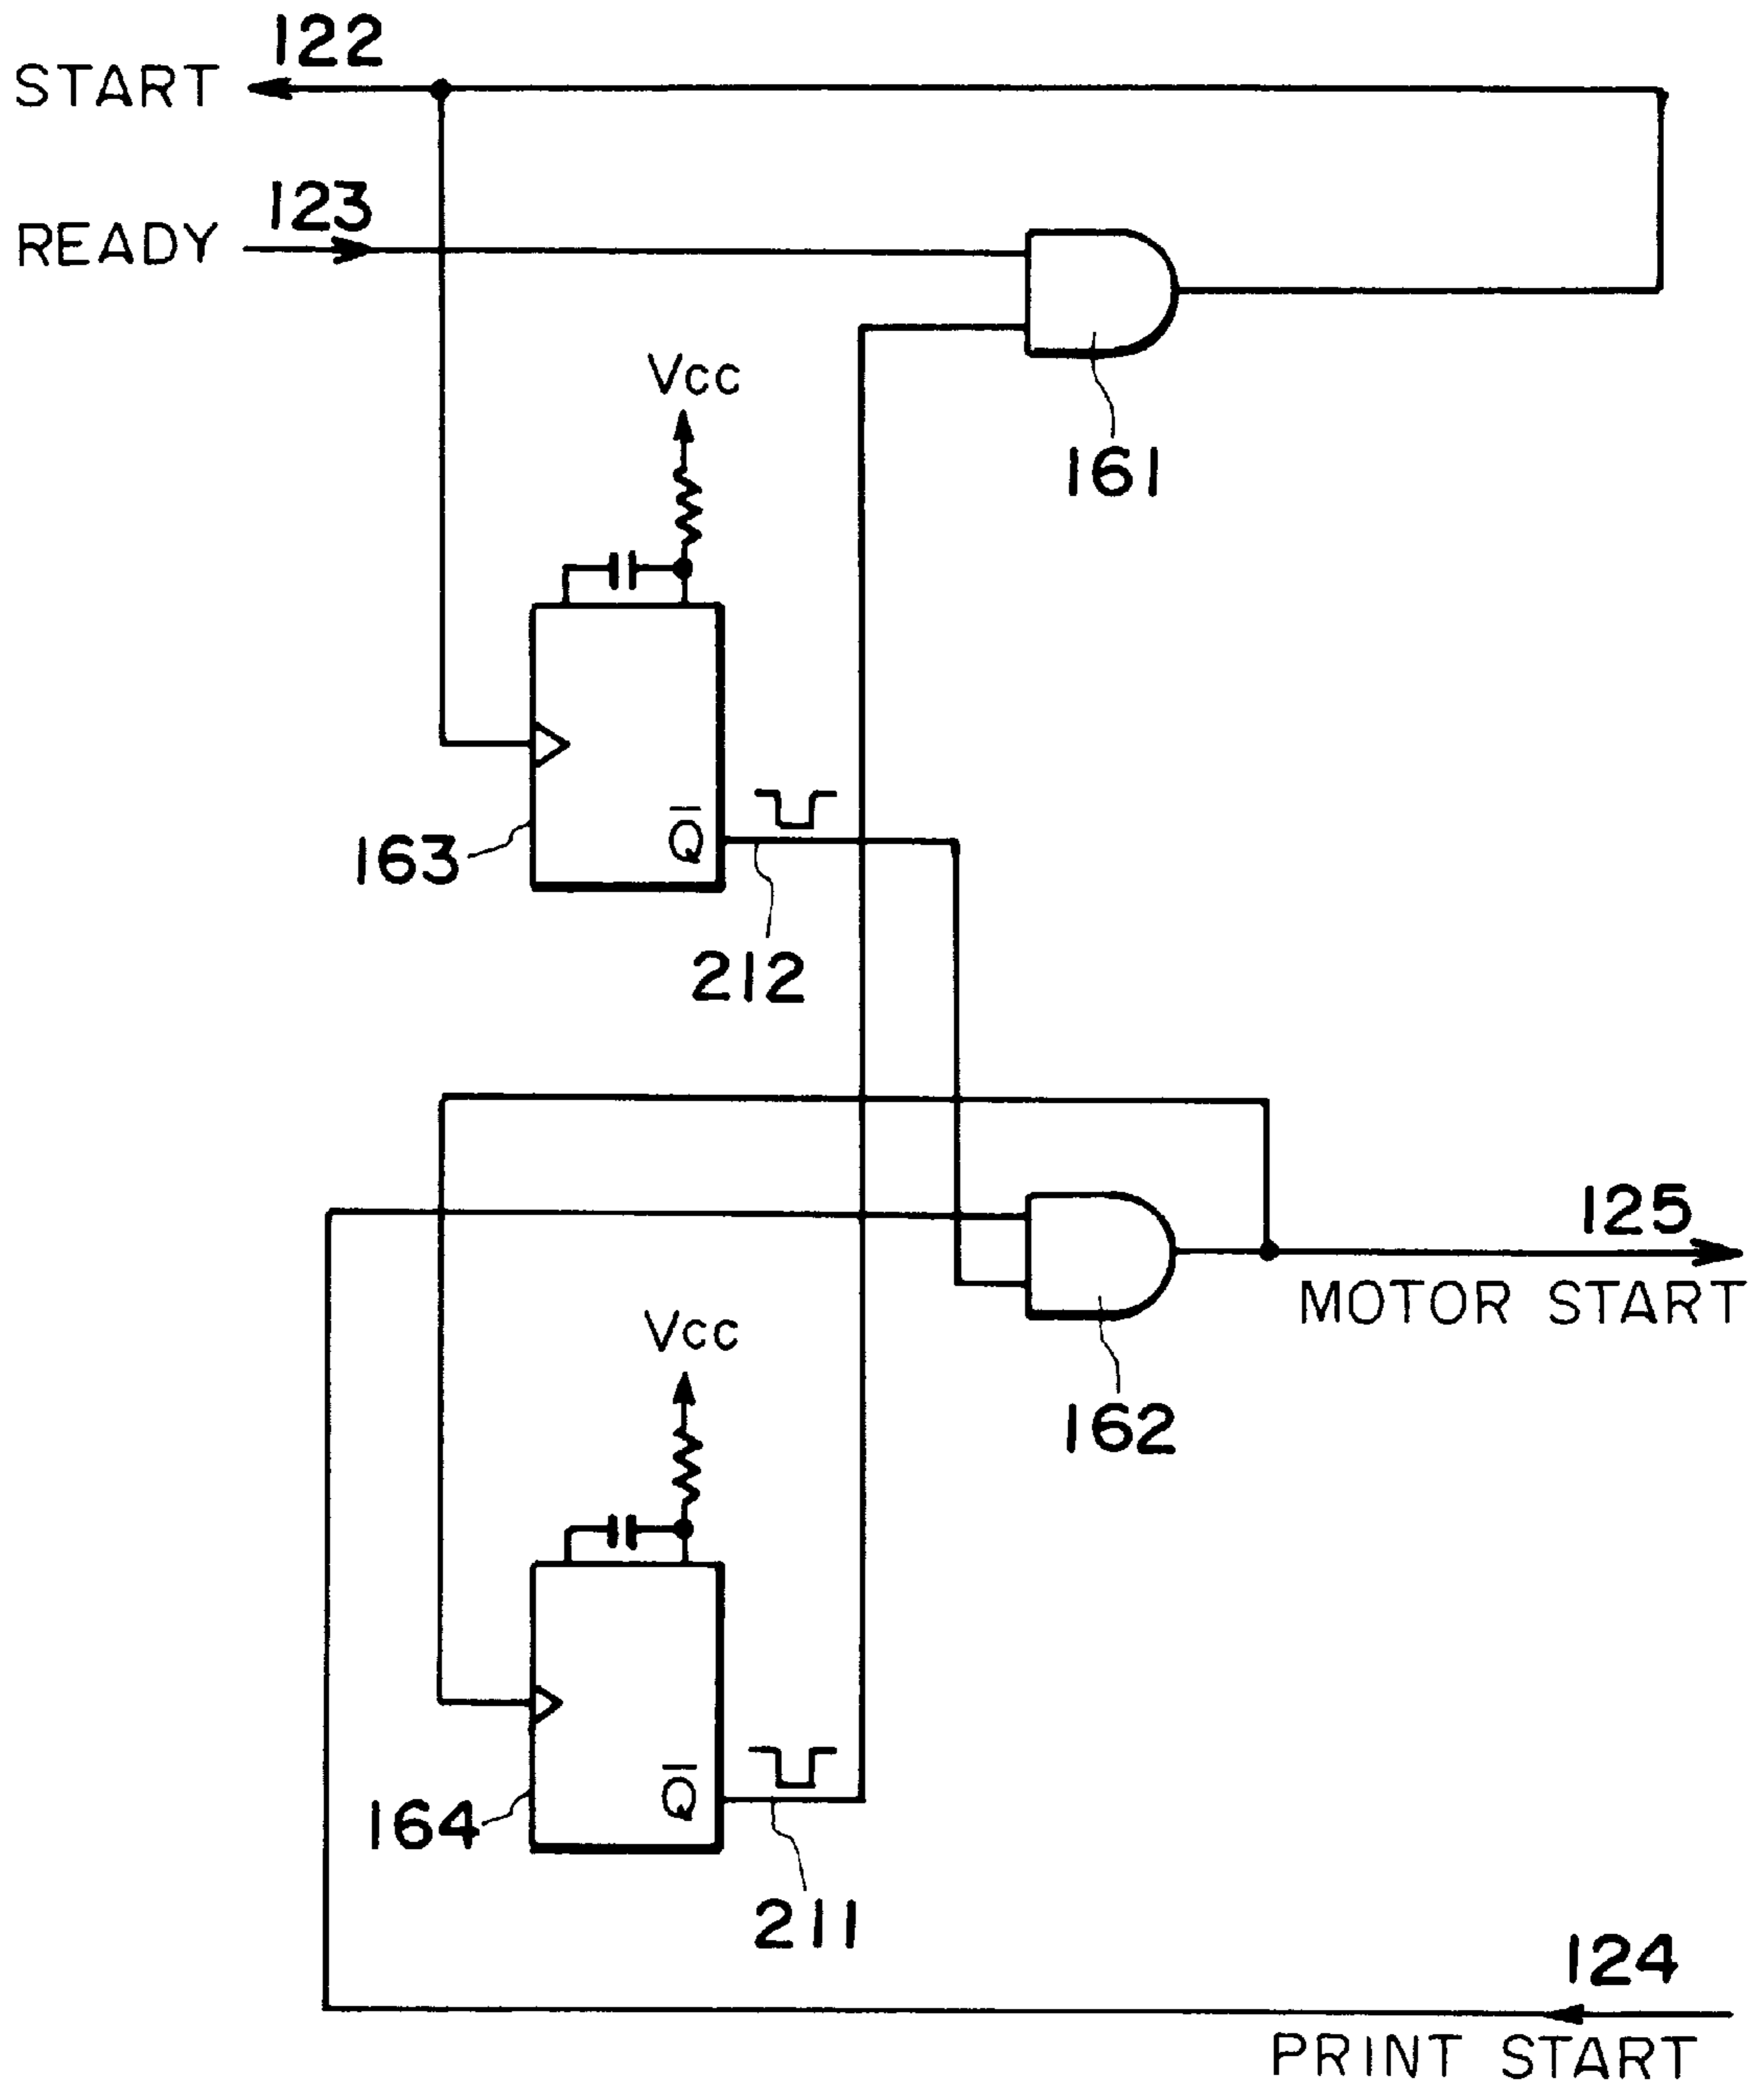 122
START
123
READY
Vcc
161
163
Q̅
212
125
MOTOR START
Vcc
162
164
Q̅
211
124
PRINT START